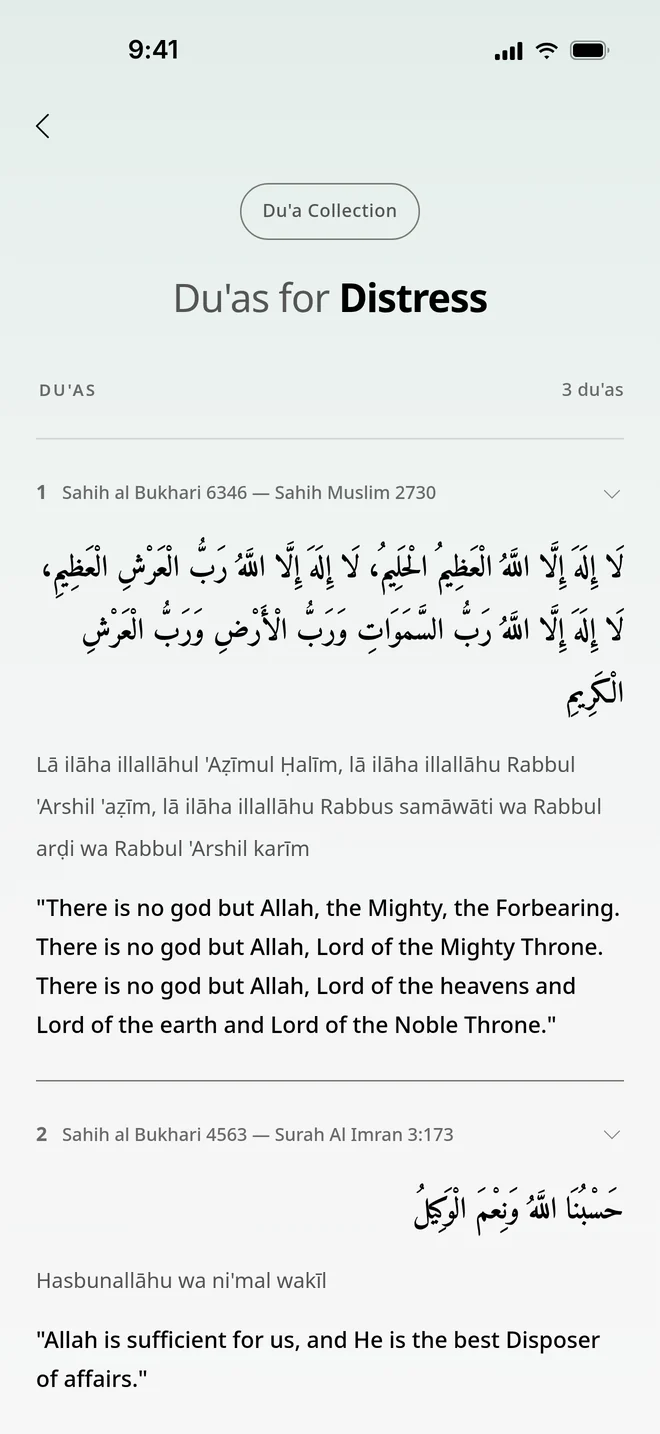 9:41
Du'a Collection
Du'as for Distress
DU'AS 3 du'as
1 Sahih al Bukhari 6346 — Sahih Muslim 2730
لَا إِلَهَ إِلَّا اللَّهُ الْعَظِيمُ الْحَلِيمُ، لَا إِلَهَ إِلَّا اللَّهُ رَبُّ الْعَرْشِ الْعَظِيمِ،
لَا إِلَهَ إِلَّا اللَّهُ رَبُّ السَّمَوَاتِ وَرَبُّ الْأَرْضِ وَرَبُّ الْعَرْشِ
الْكَرِيمِ
Lā ilāha illallāhul 'Aẓīmul Ḥalīm, lā ilāha illallāhu Rabbul
'Arshil 'aẓīm, lā ilāha illallāhu Rabbus samāwāti wa Rabbul
arḍi wa Rabbul 'Arshil karīm
"There is no god but Allah, the Mighty, the Forbearing.
There is no god but Allah, Lord of the Mighty Throne.
There is no god but Allah, Lord of the heavens and
Lord of the earth and Lord of the Noble Throne."
2 Sahih al Bukhari 4563 — Surah Al Imran 3:173
حَسْبُنَا اللَّهُ وَنِعْمَ الْوَكِيلُ
Hasbunallāhu wa ni'mal wakīl
"Allah is sufficient for us, and He is the best Disposer
of affairs."